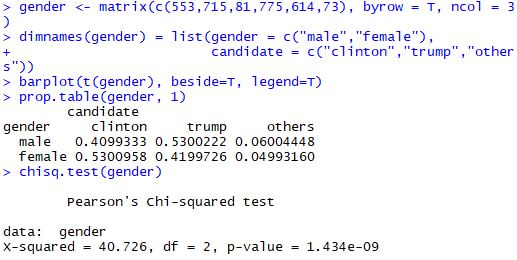 > gender <- matrix(c(553,715,81,775,614,73), byrow = T, ncol = 3
)
> dimnames(gender) = list(gender = c("male","female"),
+                         candidate = c("clinton","trump","other
s"))
> barplot(t(gender), beside=T, legend=T)
> prop.table(gender, 1)
        candidate
gender     clinton     trump     others
  male   0.4099333 0.5300222 0.06004448
  female 0.5300958 0.4199726 0.04993160
> chisq.test(gender)
        Pearson's Chi-squared test
data:  gender
X-squared = 40.726, df = 2, p-value = 1.434e-09